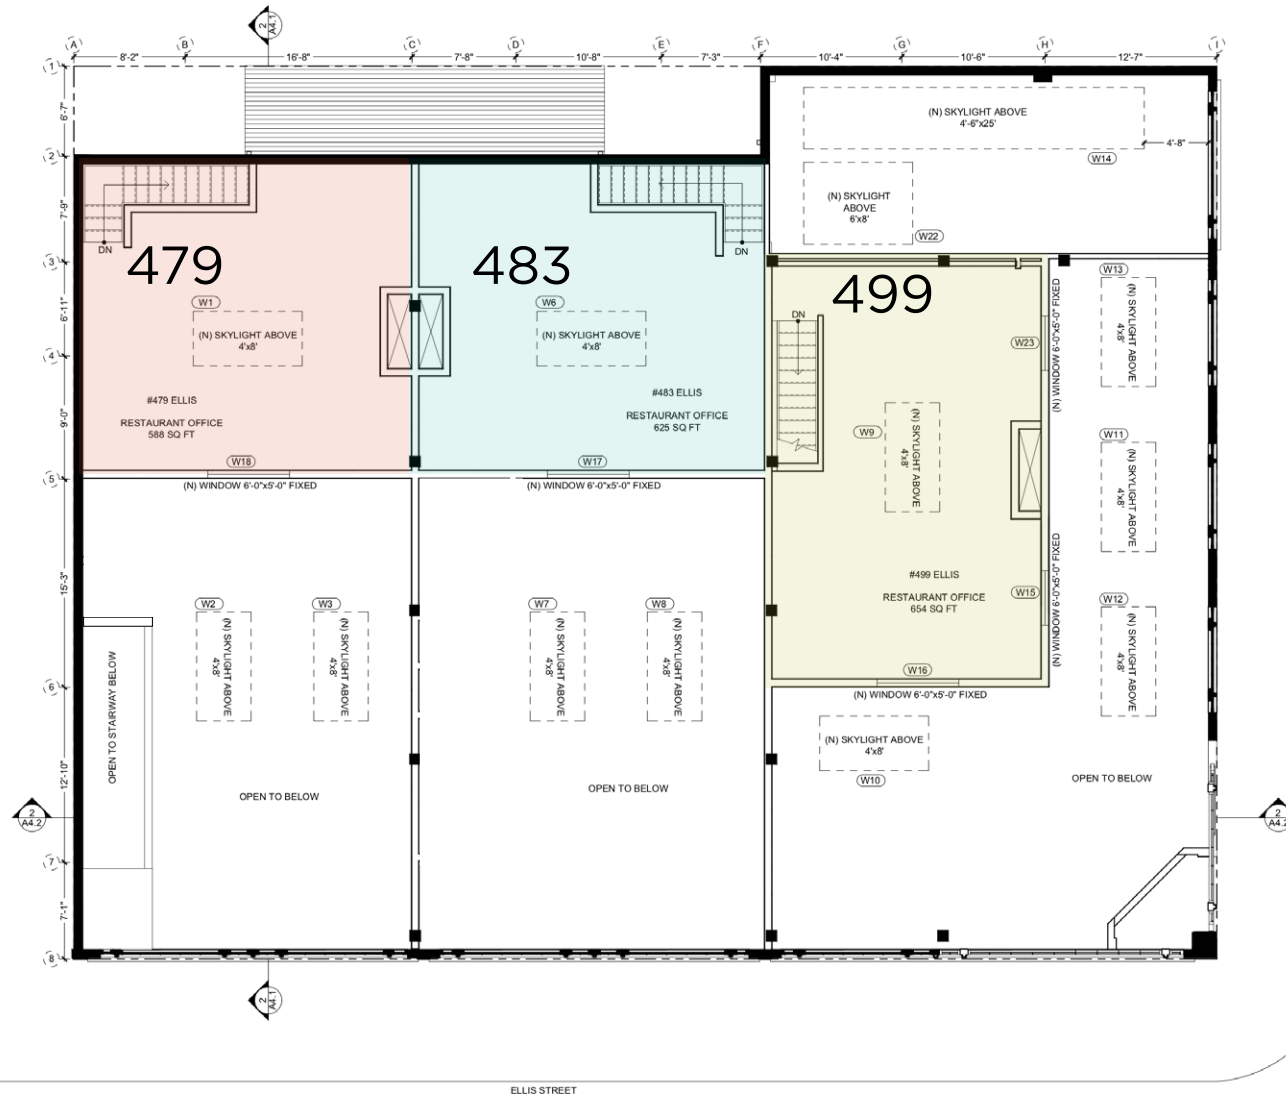 2
A4.1
A
B
C
D
E
F
G
H
I
8'-2"
16'-8"
7'-8"
10'-8"
7'-3"
10'-4"
10'-6"
12'-7"
1
6'-7"
2
7'-9"
3
6'-11"
4
9'-0"
5
15'-3"
6
12'-10"
7
7'-1"
8
(N) SKYLIGHT ABOVE
4'-6"x25'
4'-8"
W14
(N) SKYLIGHT
ABOVE
6'x8'
W22
DN
479
W1
(N) SKYLIGHT ABOVE
4'x8'
#479 ELLIS
RESTAURANT OFFICE
588 SQ FT
W18
(N) WINDOW 6'-0"x5'-0" FIXED
DN
483
W6
(N) SKYLIGHT ABOVE
4'x8'
#483 ELLIS
RESTAURANT OFFICE
625 SQ FT
W17
(N) WINDOW 6'-0"x5'-0" FIXED
499
DN
W23
(N) WINDOW 6'-0"x5'-0" FIXED
W9
(N) SKYLIGHT ABOVE
4'x8'
#499 ELLIS
RESTAURANT OFFICE
654 SQ FT
W15
(N) WINDOW 6'-0"x5'-0" FIXED
W16
(N) WINDOW 6'-0"x5'-0" FIXED
W13
(N) SKYLIGHT ABOVE
4'x8'
W11
(N) SKYLIGHT ABOVE
4'x8'
W12
(N) SKYLIGHT ABOVE
4'x8'
W2
(N) SKYLIGHT ABOVE
4'x8'
W3
(N) SKYLIGHT ABOVE
4'x8'
W7
(N) SKYLIGHT ABOVE
4'x8'
W8
(N) SKYLIGHT ABOVE
4'x8'
OPEN TO STAIRWAY BELOW
OPEN TO BELOW
OPEN TO BELOW
(N) SKYLIGHT ABOVE
4'x8'
W10
OPEN TO BELOW
2
A4.2
2
A4.2
2
A4.1
ELLIS STREET